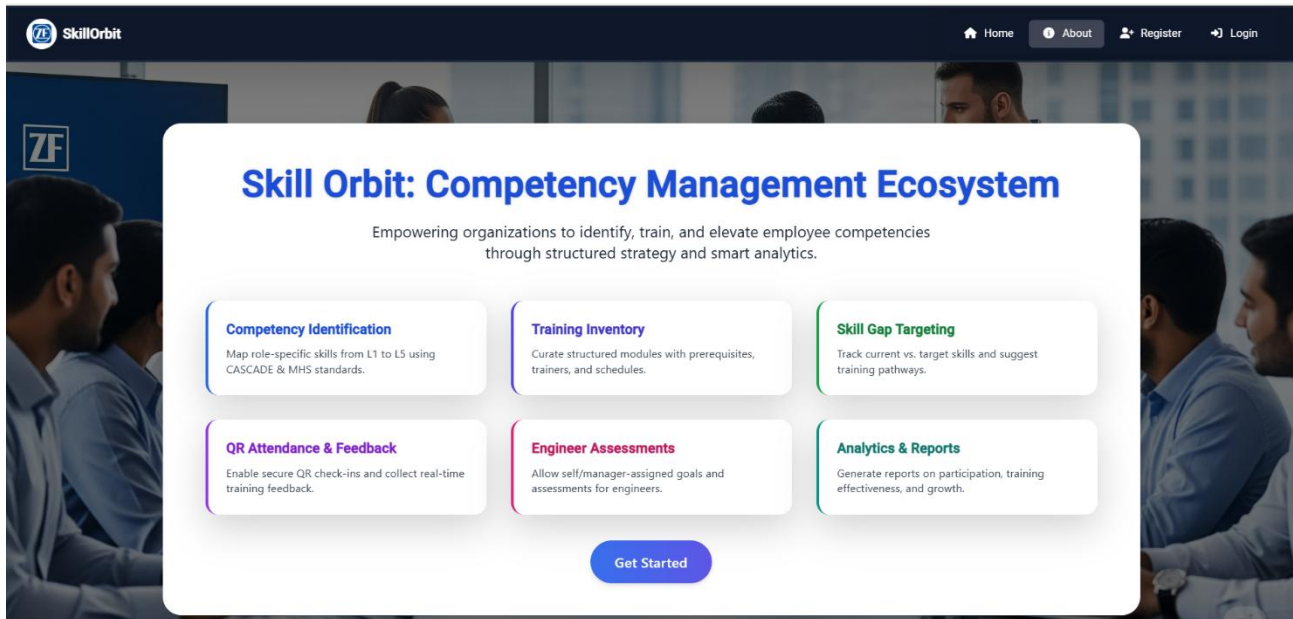 ZF SkillOrbit
Home
About
Register
Login
ZF
Skill Orbit: Competency Management Ecosystem
Empowering organizations to identify, train, and elevate employee competencies
through structured strategy and smart analytics.
Competency Identification
Map role-specific skills from L1 to L5 using
CASCADE & MHS standards.
Training Inventory
Curate structured modules with prerequisites,
trainers, and schedules.
Skill Gap Targeting
Track current vs. target skills and suggest
training pathways.
QR Attendance & Feedback
Enable secure QR check-ins and collect real-time
training feedback.
Engineer Assessments
Allow self/manager-assigned goals and
assessments for engineers.
Analytics & Reports
Generate reports on participation, training
effectiveness, and growth.
Get Started